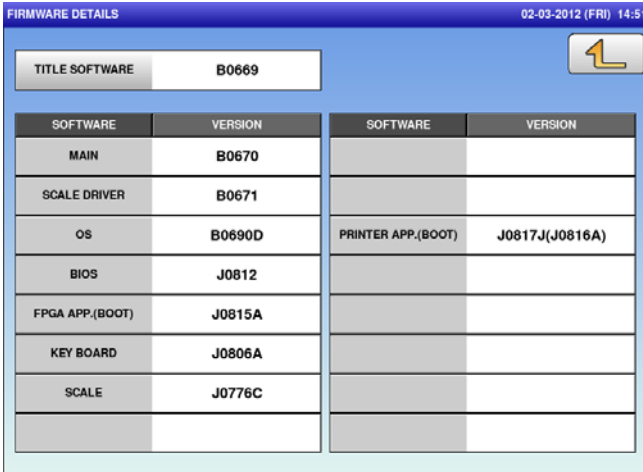 FIRMWARE DETAILS 02-03-2012 (FRI) 14:5
TITLE SOFTWARE B0669
SOFTWARE VERSION SOFTWARE VERSION
MAIN B0670
SCALE DRIVER B0671
OS B0690D PRINTER APP.(BOOT) J0817J(J0816A)
BIOS J0812
FPGA APP.(BOOT) J0815A
KEY BOARD J0806A
SCALE J0776C